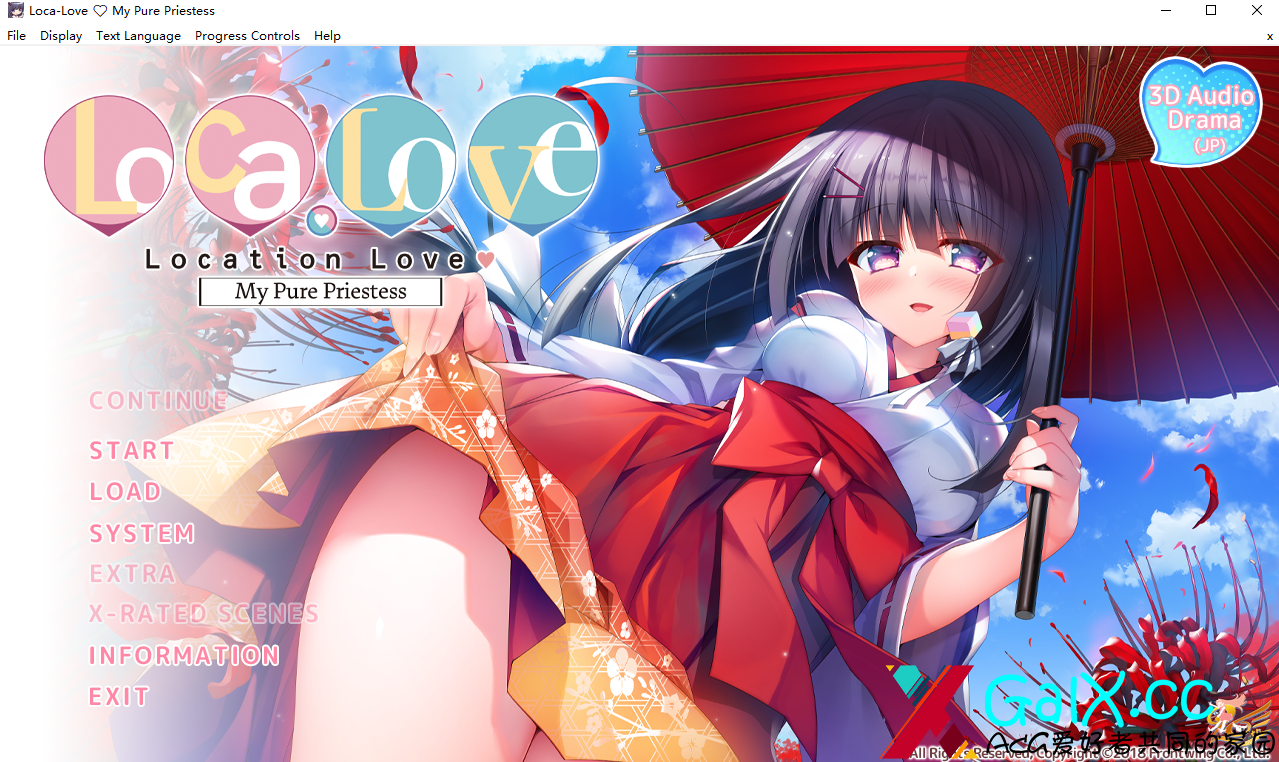 Loca-Love ♡ My Pure Priestess
File Display Text Language Progress Controls Help x
3D Audio
Drama
(JP)
Loca Love
Location Love
My Pure Priestess
CONTINUE
START
LOAD
SYSTEM
EXTRA
X-RATED SCENES
INFORMATION
EXIT
GalX.cc
ACG爱好者共同的家园
All Rights Reserved, Copyright ©2018 Frontwing Co., Ltd.